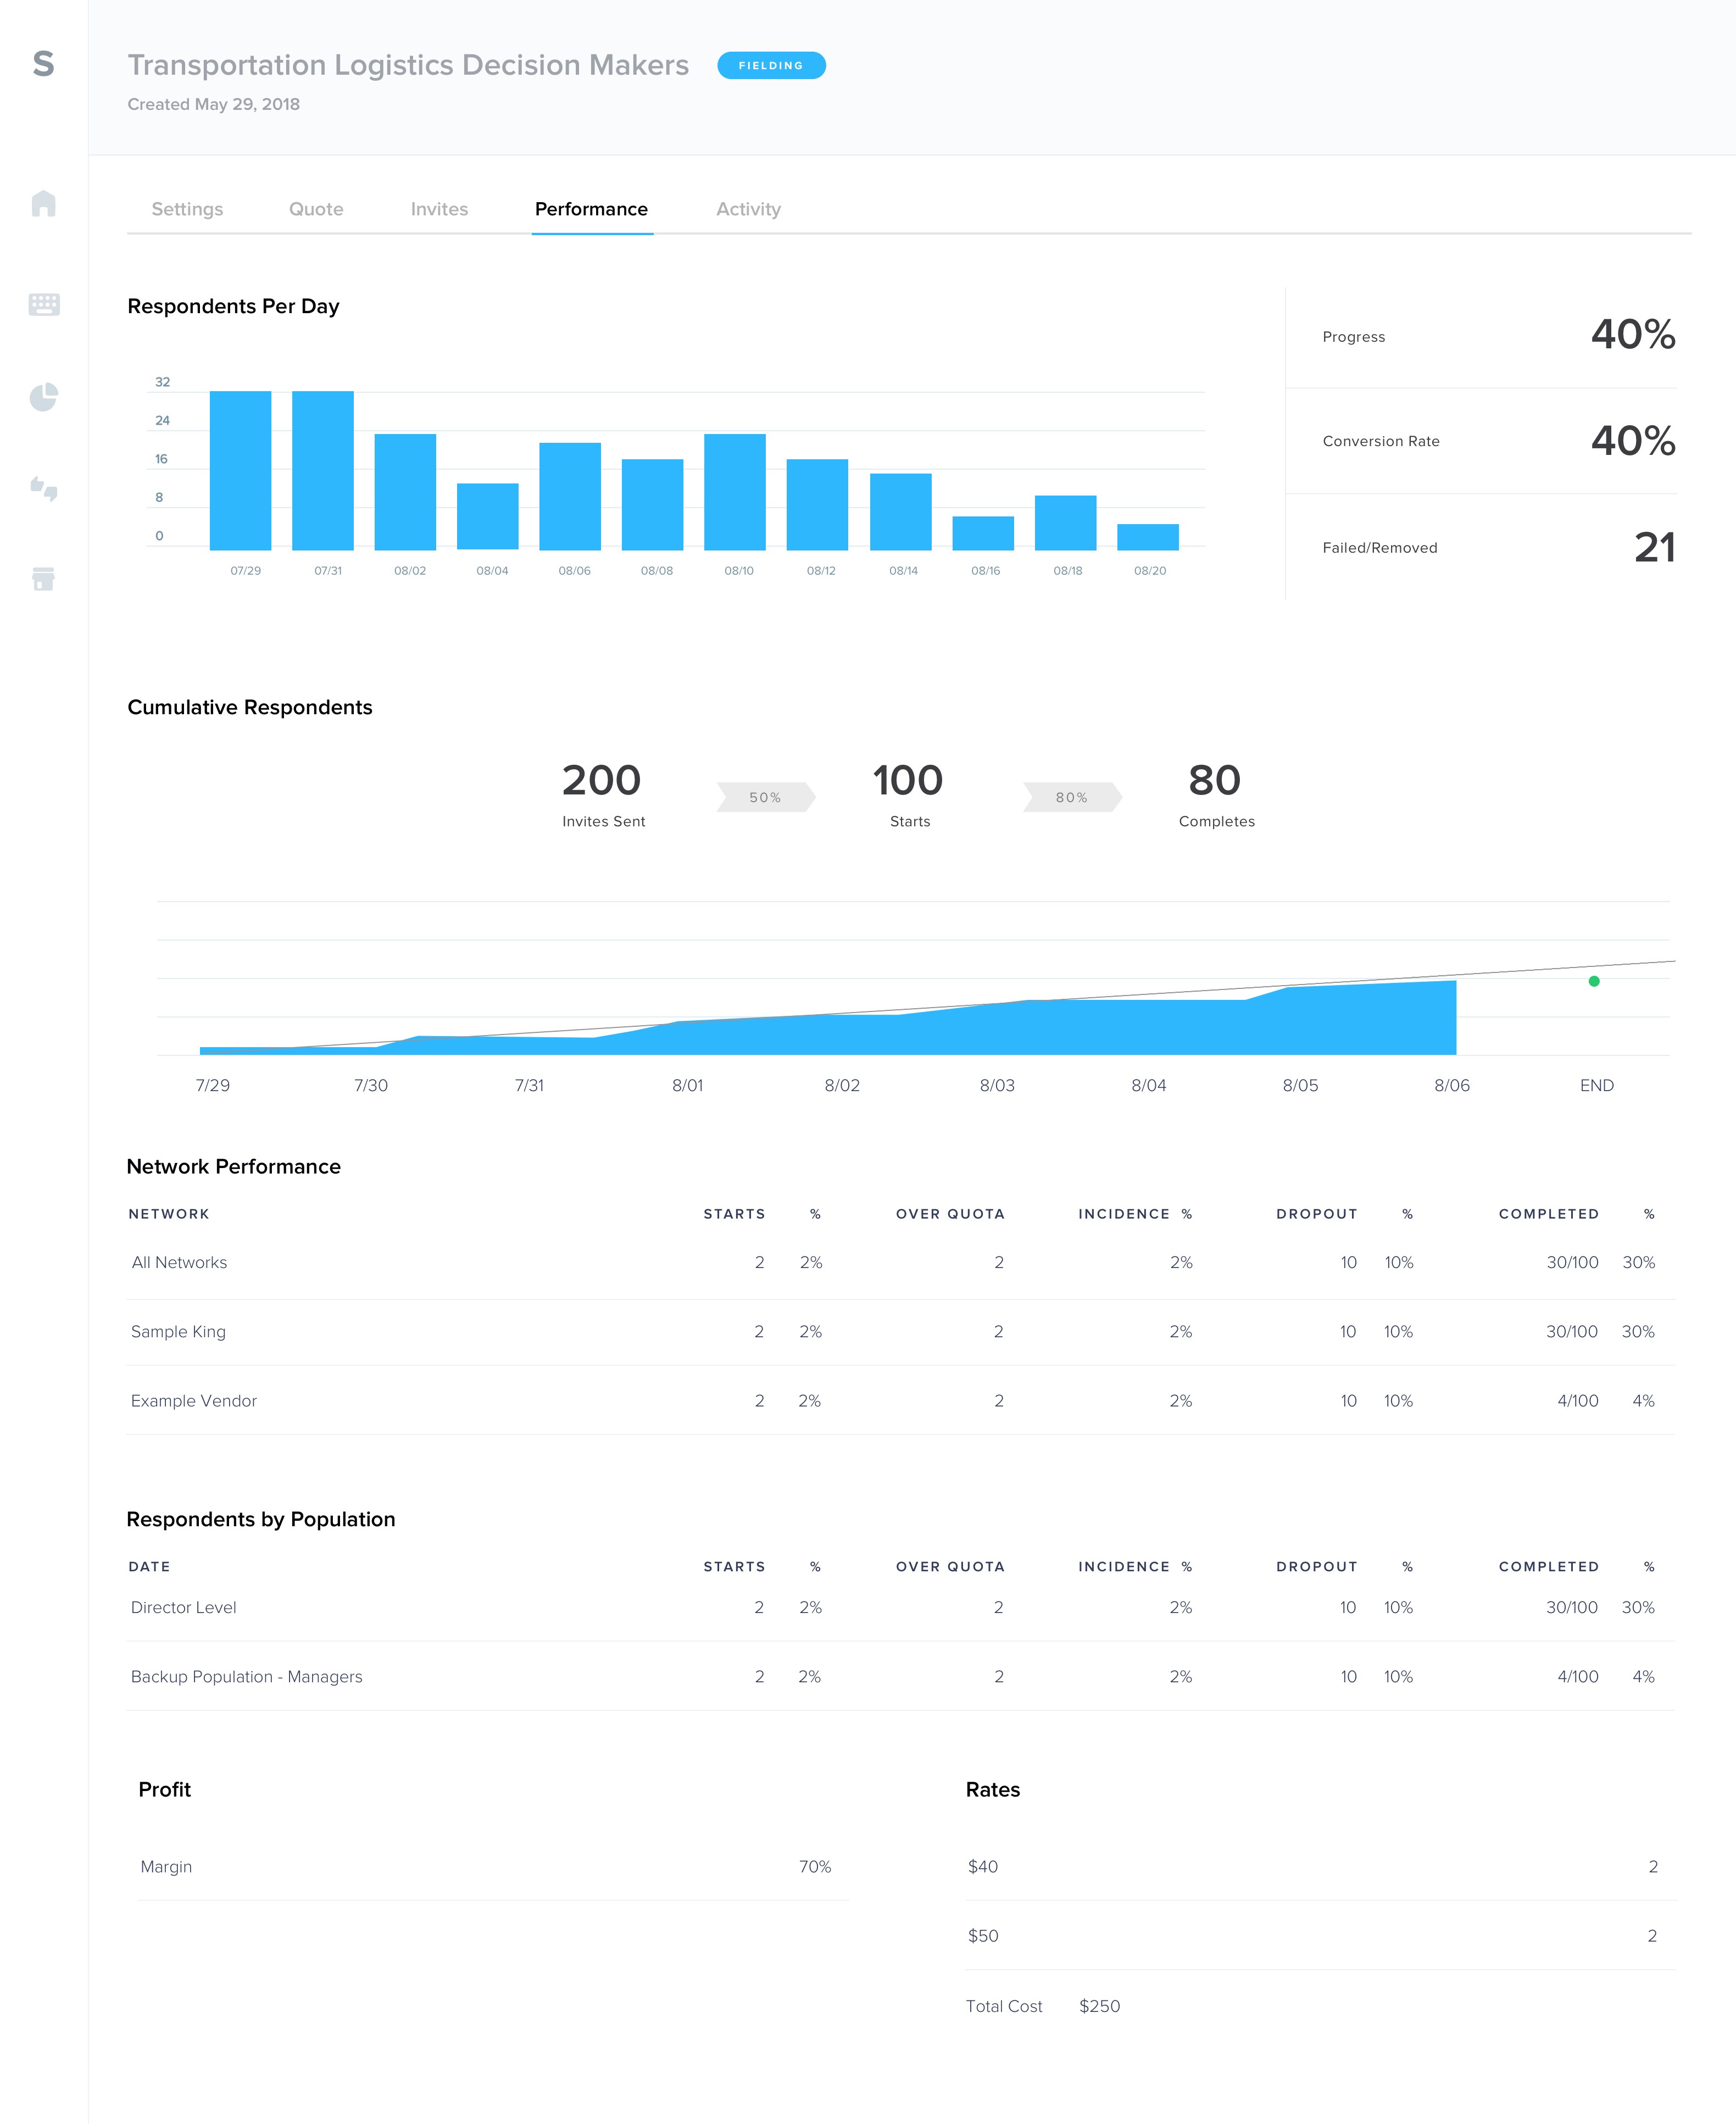 S
Transportation Logistics Decision Makers FIELDING
Created May 29, 2018
Settings Quote Invites Performance Activity
Respondents Per Day
32
24
16
8
0
07/29 07/31 08/02 08/04 08/06 08/08 08/10 08/12 08/14 08/16 08/18 08/20
Progress 40%
Conversion Rate 40%
Failed/Removed 21
Cumulative Respondents
200 50% 100 80% 80
Invites Sent Starts Completes
7/29 7/30 7/31 8/01 8/02 8/03 8/04 8/05 8/06 END
Network Performance
NETWORK STARTS % OVER QUOTA INCIDENCE % DROPOUT % COMPLETED %
All Networks 2 2% 2 2% 10 10% 30/100 30%
Sample King 2 2% 2 2% 10 10% 30/100 30%
Example Vendor 2 2% 2 2% 10 10% 4/100 4%
Respondents by Population
DATE STARTS % OVER QUOTA INCIDENCE % DROPOUT % COMPLETED %
Director Level 2 2% 2 2% 10 10% 30/100 30%
Backup Population - Managers 2 2% 2 2% 10 10% 4/100 4%
Profit
Margin 70%
Rates
$40 2
$50 2
Total Cost $250